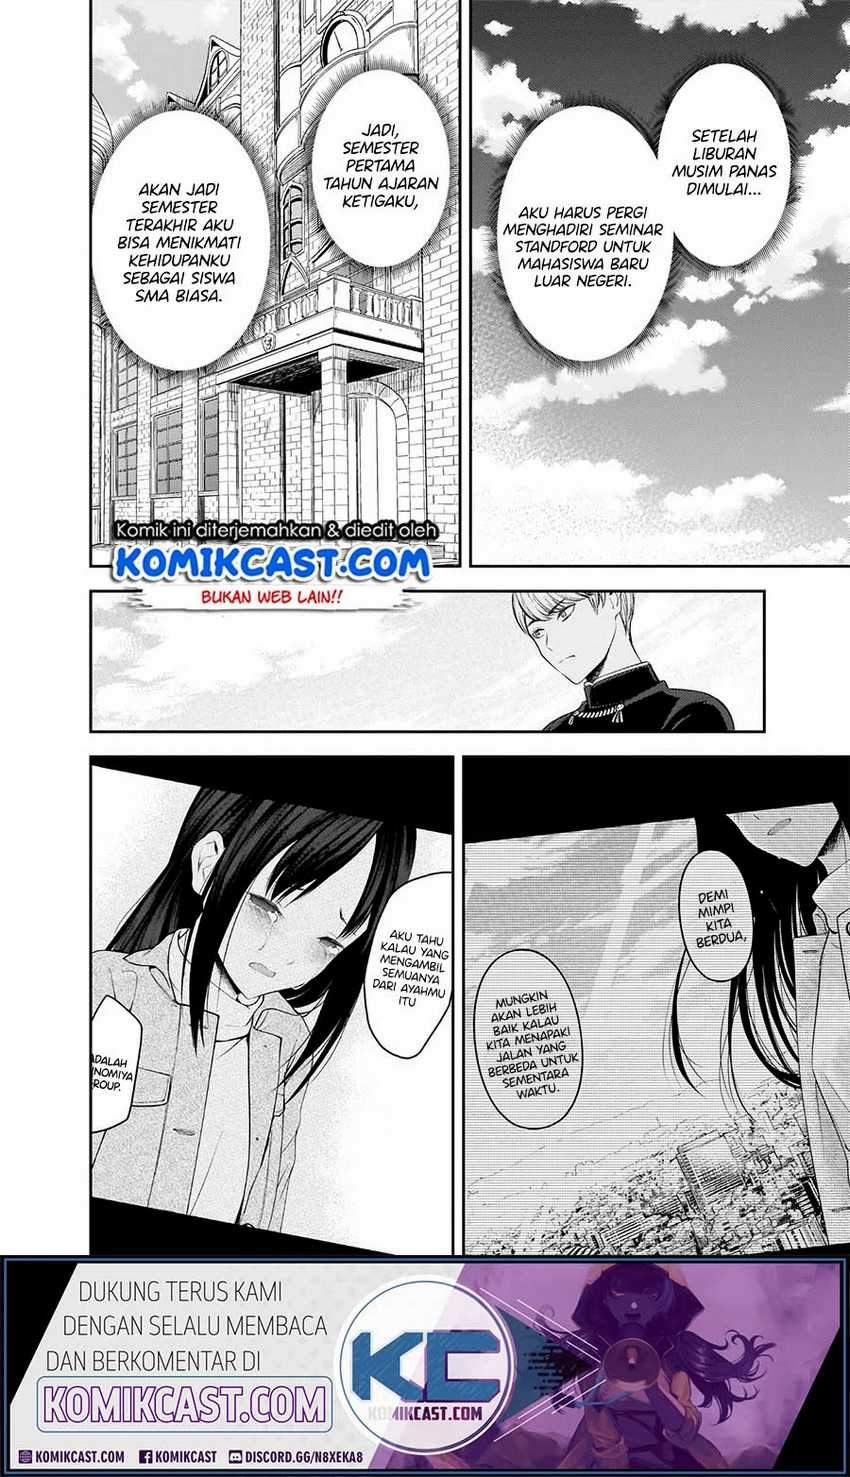 SETELAH
LIBURAN
MUSIM PANAS
DIMULAI...
AKU HARUS PERGI
MENGHADIRI SEMINAR
STANDFORD UNTUK
MAHASISWA BARU
LUAR NEGERI.
JADI,
SEMESTER
PERTAMA
TAHUN AJARAN
KETIGAKU,
AKAN JADI
SEMESTER
TERAKHIR AKU
BISA MENIKMATI
KEHIDUPANKU
SEBAGAI SISWA
SMA BIASA.
Komik ini diterjemahkan & diedit oleh
KOMIKCAST.COM
BUKAN WEB LAIN!!
DEMI
MIMPI
KITA
BERDUA,
MUNGKIN
AKAN LEBIH
BAIK KALAU
KITA MENAPAKI
JALAN YANG
BERBEDA UNTUK
SEMENTARA
WAKTU.
AKU TAHU
KALAU YANG
MENGAMBIL
SEMUANYA
DARI AYAHMU
ITU
ADALAH
INOMIYA
ROUP.
DUKUNG TERUS KAMI
DENGAN SELALU MEMBACA
DAN BERKOMENTAR DI
KOMIKCAST.COM
KC
KOMIKCAST.COM
KOMIKCAST.COM KOMIKCAST DISCORD.GG/N8XEKA8